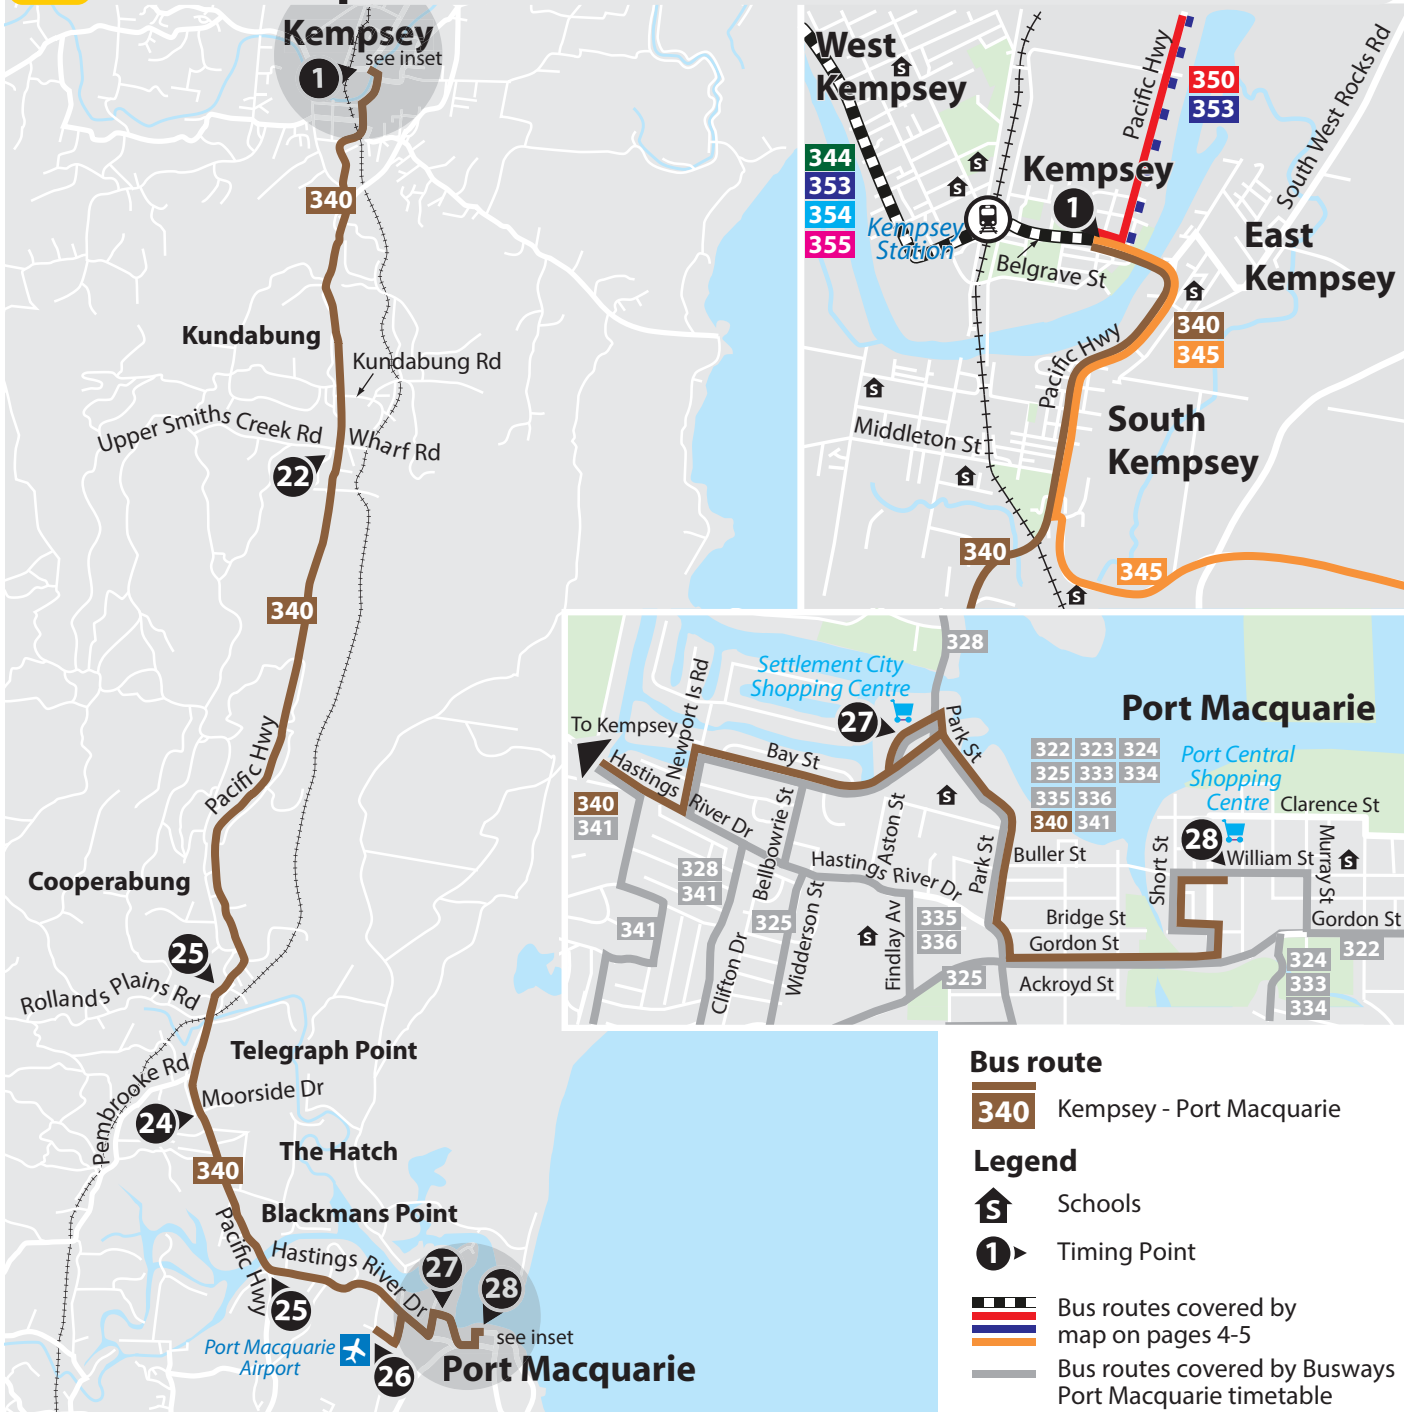 Kempsey
see inset
1
340
Kundabung
Kundabung Rd
Upper Smiths Creek Rd
Wharf Rd
22
340
Pacific Hwy
Cooperabung
25
Rollands Plains Rd
Telegraph Point
Pembrooke Rd
Moorside Dr
24
The Hatch
340
Blackmans Point
Pacific Hwy
Hastings River Dr
27
28
25
see inset
Port Macquarie
Airport
26
Port Macquarie
West
Kempsey
S
Pacific Hwy
350
353
South West Rocks Rd
344
353
354
355
S
S
Kempsey
1
Kempsey
Station
Belgrave St
East
Kempsey
S
340
345
Pacific Hwy
S
South
Kempsey
Middleton St
S
340
345
S
328
Settlement City
Shopping Centre
27
Port Macquarie
To Kempsey
Newport Is Rd
Park St
Bay St
Hastings
River Dr
340
341
322 323 324
325 333 334
335 336
340 341
Port Central
Shopping
Centre
Clarence St
28
S
Bellbowrie St
Aston St
Park St
Buller St
Short St
William St
Murray St
S
Hastings River Dr
328
341
341
325
Clifton Dr
Widderson St
S
Findlay Av
335
336
325
Bridge St
Gordon St
Ackroyd St
Gordon St
322
324
333
334
Bus route
340 Kempsey - Port Macquarie
Legend
S Schools
1 Timing Point
Bus routes covered by
map on pages 4-5
Bus routes covered by Busways
Port Macquarie timetable